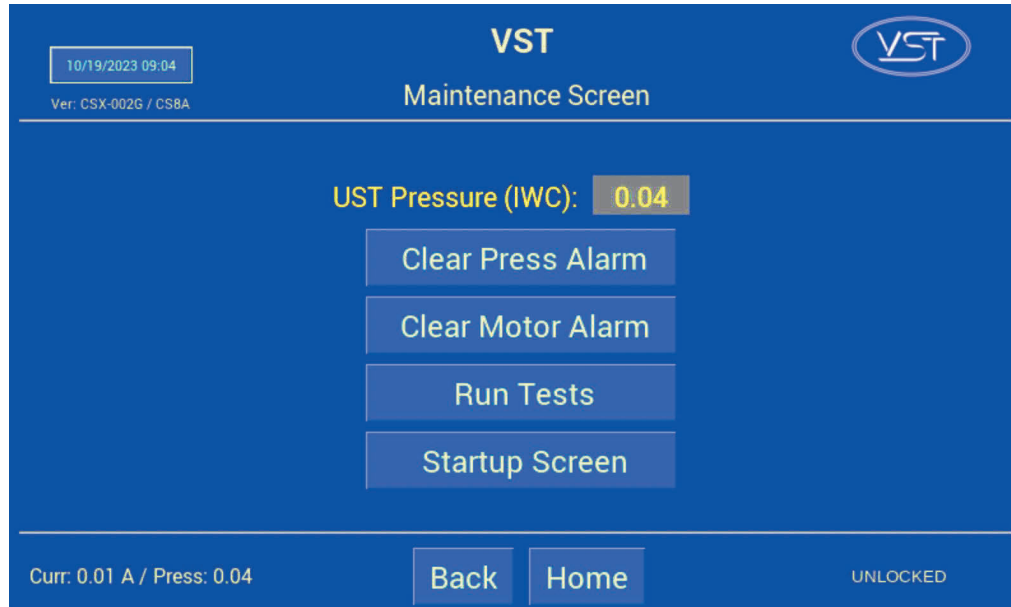 VST
10/19/2023 09:04
Ver: CSX-002G / CS8A
Maintenance Screen
VST
UST Pressure (IWC): 0.04
Clear Press Alarm
Clear Motor Alarm
Run Tests
Startup Screen
Curr: 0.01 A / Press: 0.04
Back
Home
UNLOCKED